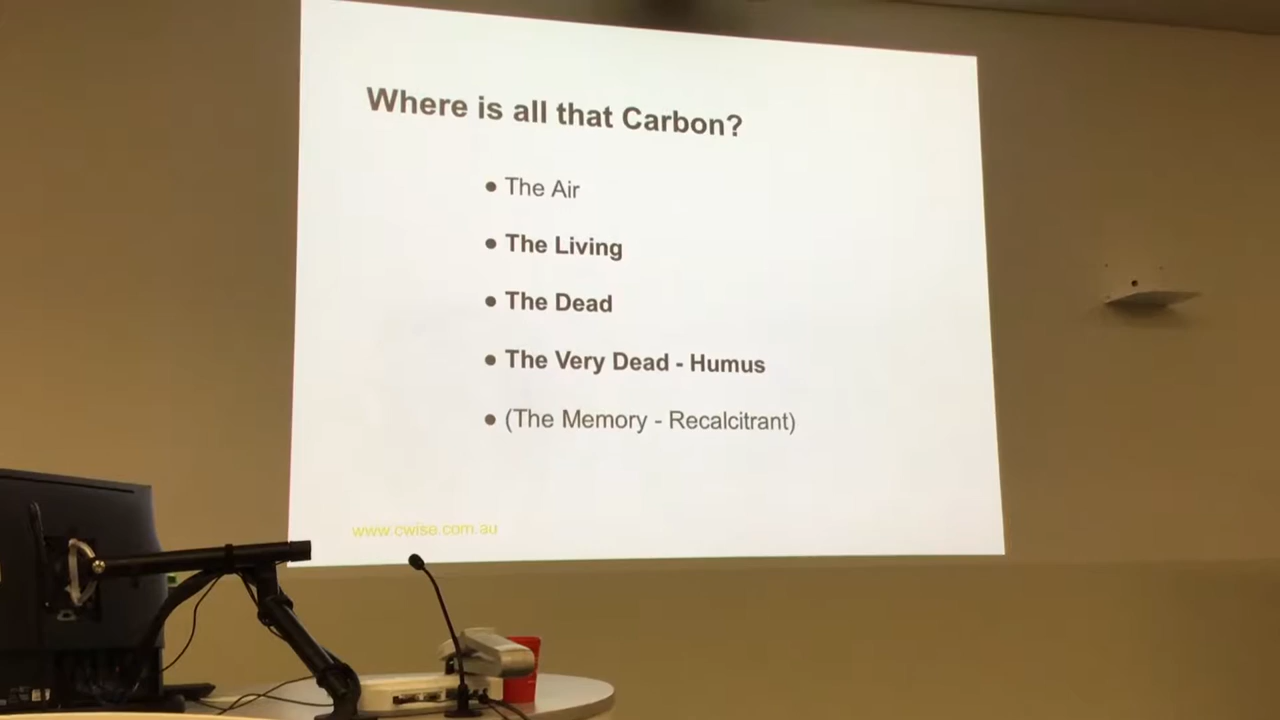 Where is all that Carbon?
● The Air
● The Living
● The Dead
● The Very Dead - Humus
● (The Memory - Recalcitrant)
www.cwise.com.au